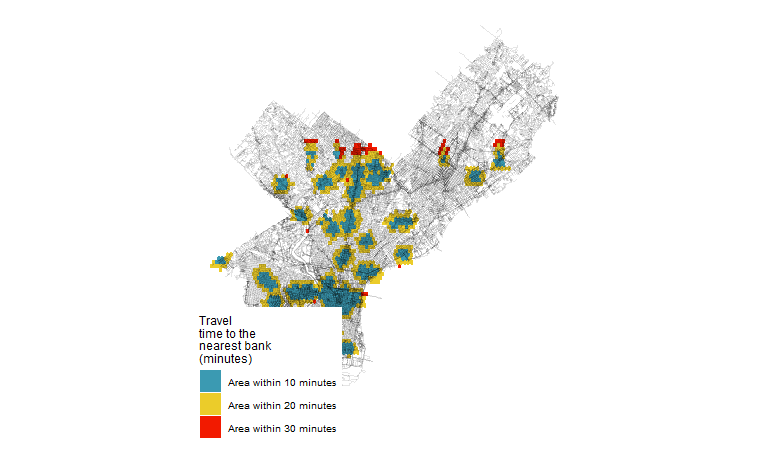 Travel
time to the
nearest bank
(minutes)
Area within 10 minutes
Area within 20 minutes
Area within 30 minutes